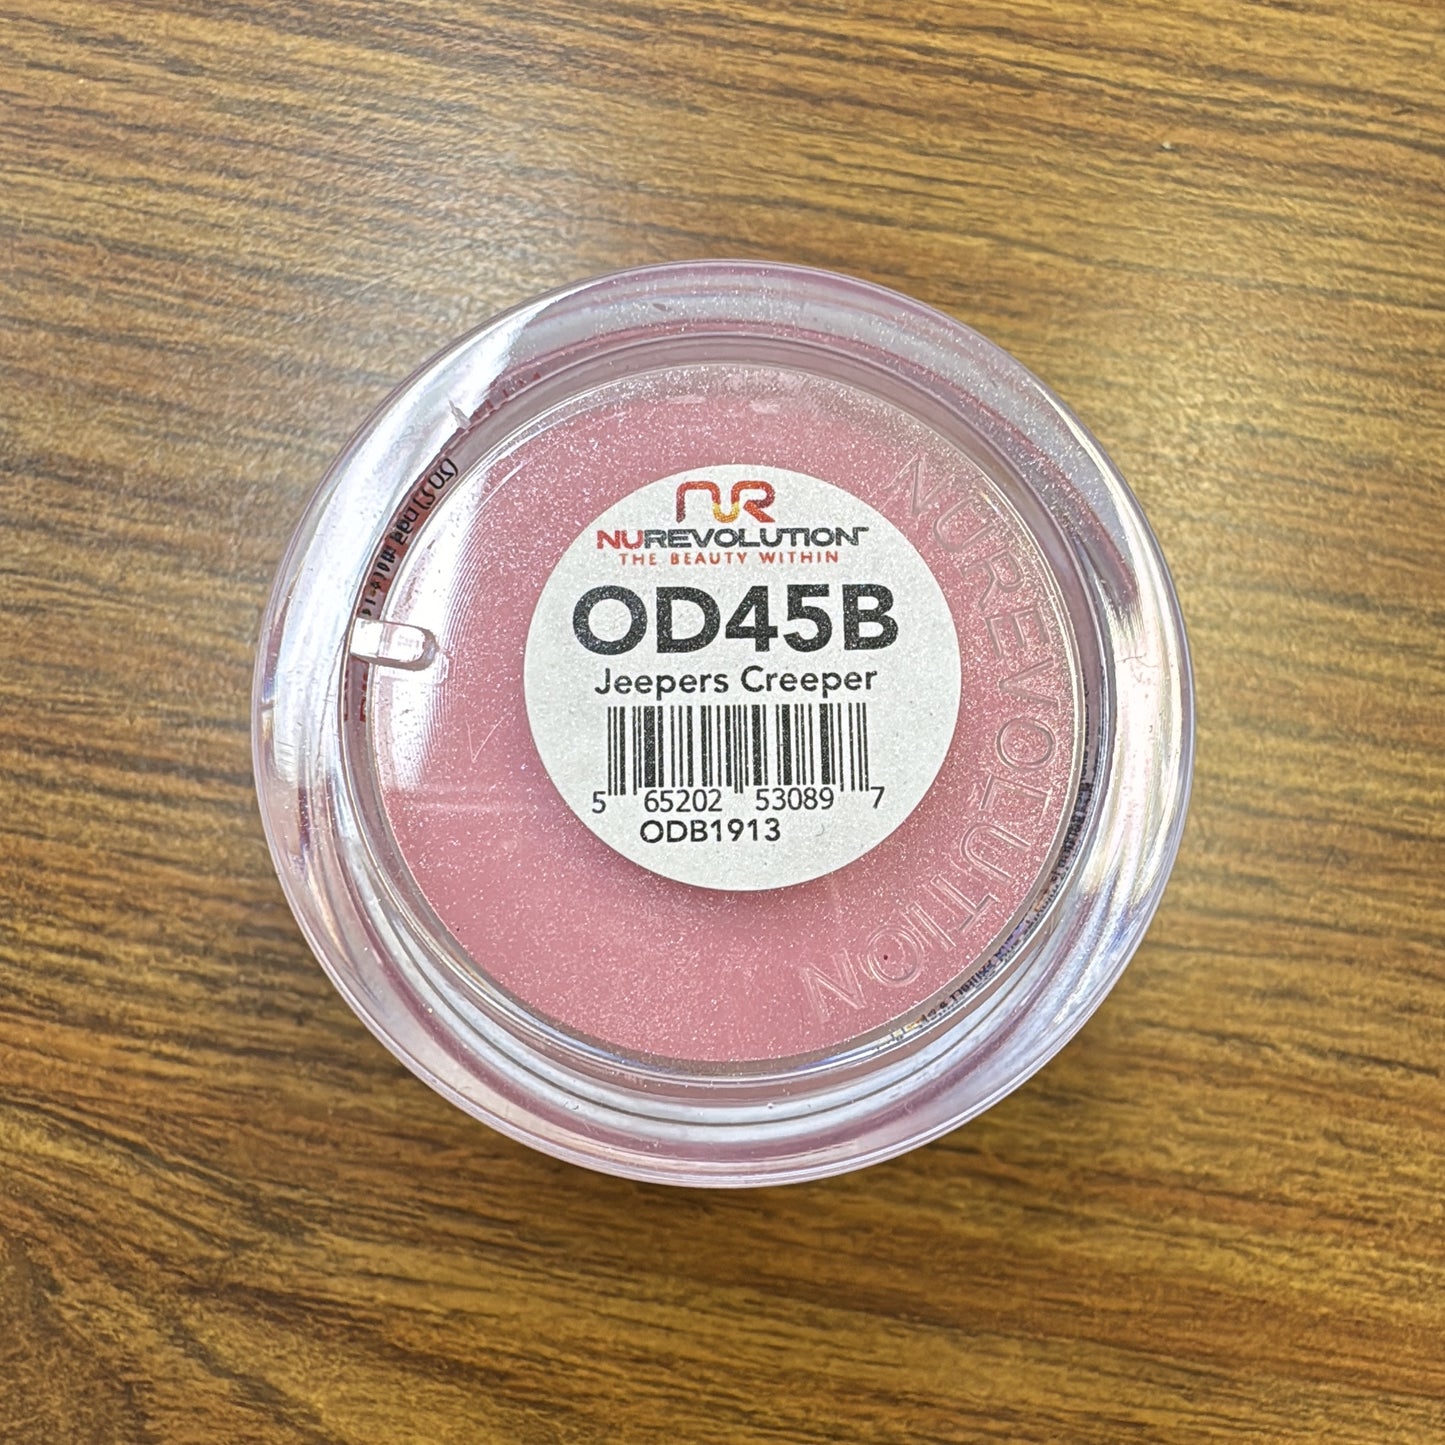 NR
NUREVOLUTION
THE BEAUTY WITHIN
OD45B
Jeepers Creeper
5 65202 53089 7
ODB1913
NUREVOLUTION